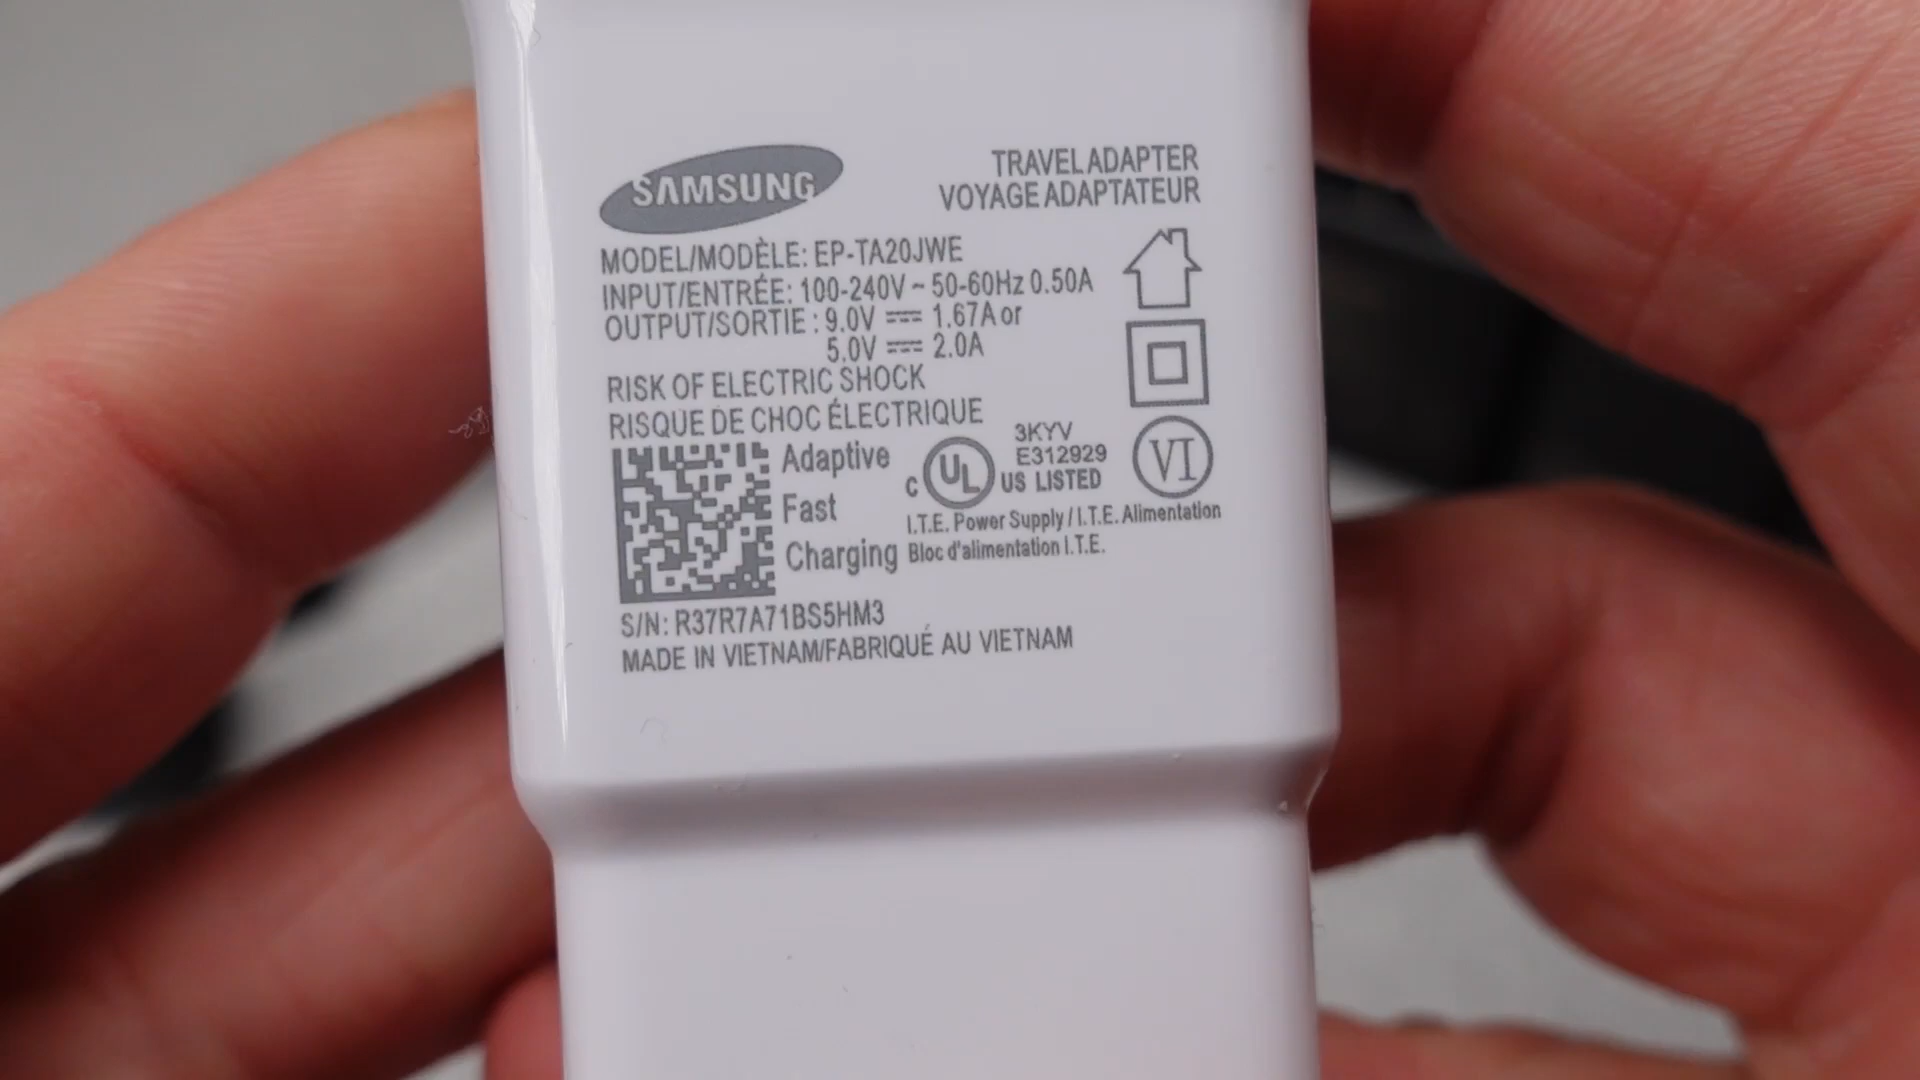 SAMSUNG
TRAVEL ADAPTER
VOYAGE ADAPTATEUR
MODEL/MODÈLE: EP-TA20JWE
INPUT/ENTRÉE: 100-240V ~ 50-60Hz 0.50A
OUTPUT/SORTIE : 9.0V ⎓ 1.67A or
5.0V ⎓ 2.0A
RISK OF ELECTRIC SHOCK
RISQUE DE CHOC ÉLECTRIQUE
Adaptive
Fast
Charging
3KYV
E312929
C UL US LISTED
VI
I.T.E. Power Supply / I.T.E. Alimentation
Bloc d'alimentation I.T.E.
S/N: R37R7A71BS5HM3
MADE IN VIETNAM/FABRIQUÉ AU VIETNAM